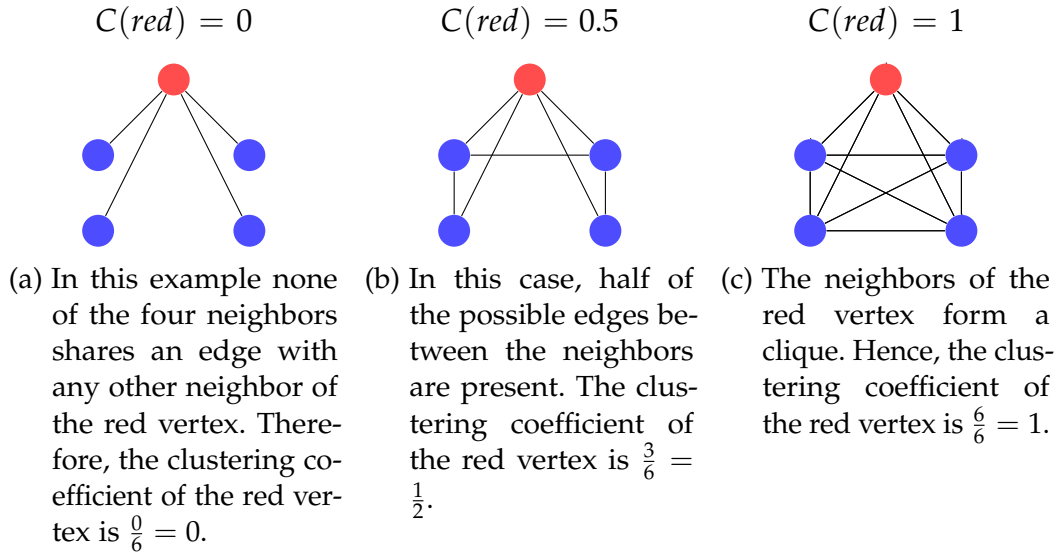 C(red) = 0
C(red) = 0.5
C(red) = 1
(a) In this example none
of the four neighbors
shares an edge with
any other neighbor of
the red vertex. There-
fore, the clustering co-
efficient of the red ver-
tex is 0/6 = 0.
(b) In this case, half of
the possible edges be-
tween the neighbors
are present. The clus-
tering coefficient of
the red vertex is 3/6 =
1/2.
(c) The neighbors of the
red vertex form a
clique. Hence, the clus-
tering coefficient of
the red vertex is 6/6 = 1.